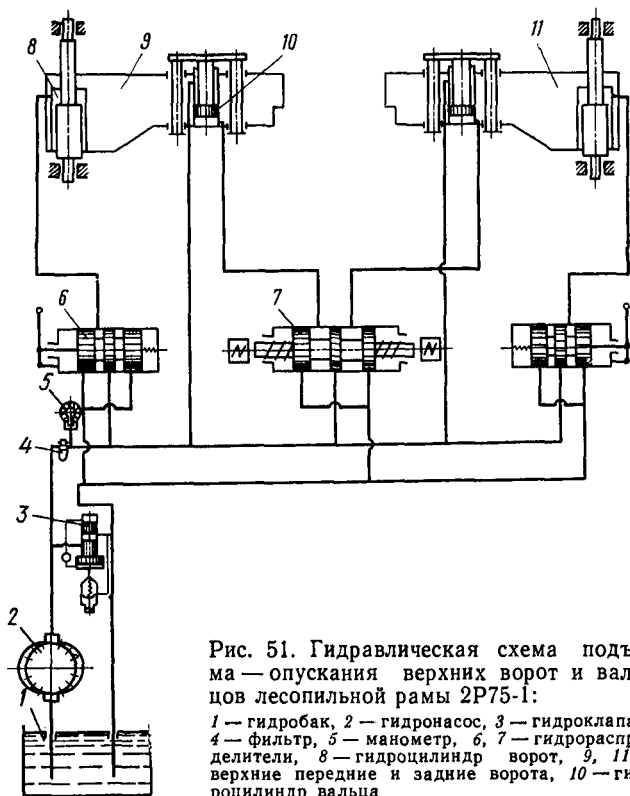 8
9
10
11
6
7
5
4
3
2
1
Рис. 51. Гидравлическая схема подъ
ма — опускания верхних ворот и вал
цов лесопильной рамы 2Р75-1:
1 — гидробак, 2 — гидронасос, 3 — гидроклапа
4 — фильтр, 5 — манометр, 6, 7 — гидрораспр
делители, 8 — гидроцилиндр ворот, 9, 11
верхние передние и задние ворота, 10 — ги
роцилиндр вальца